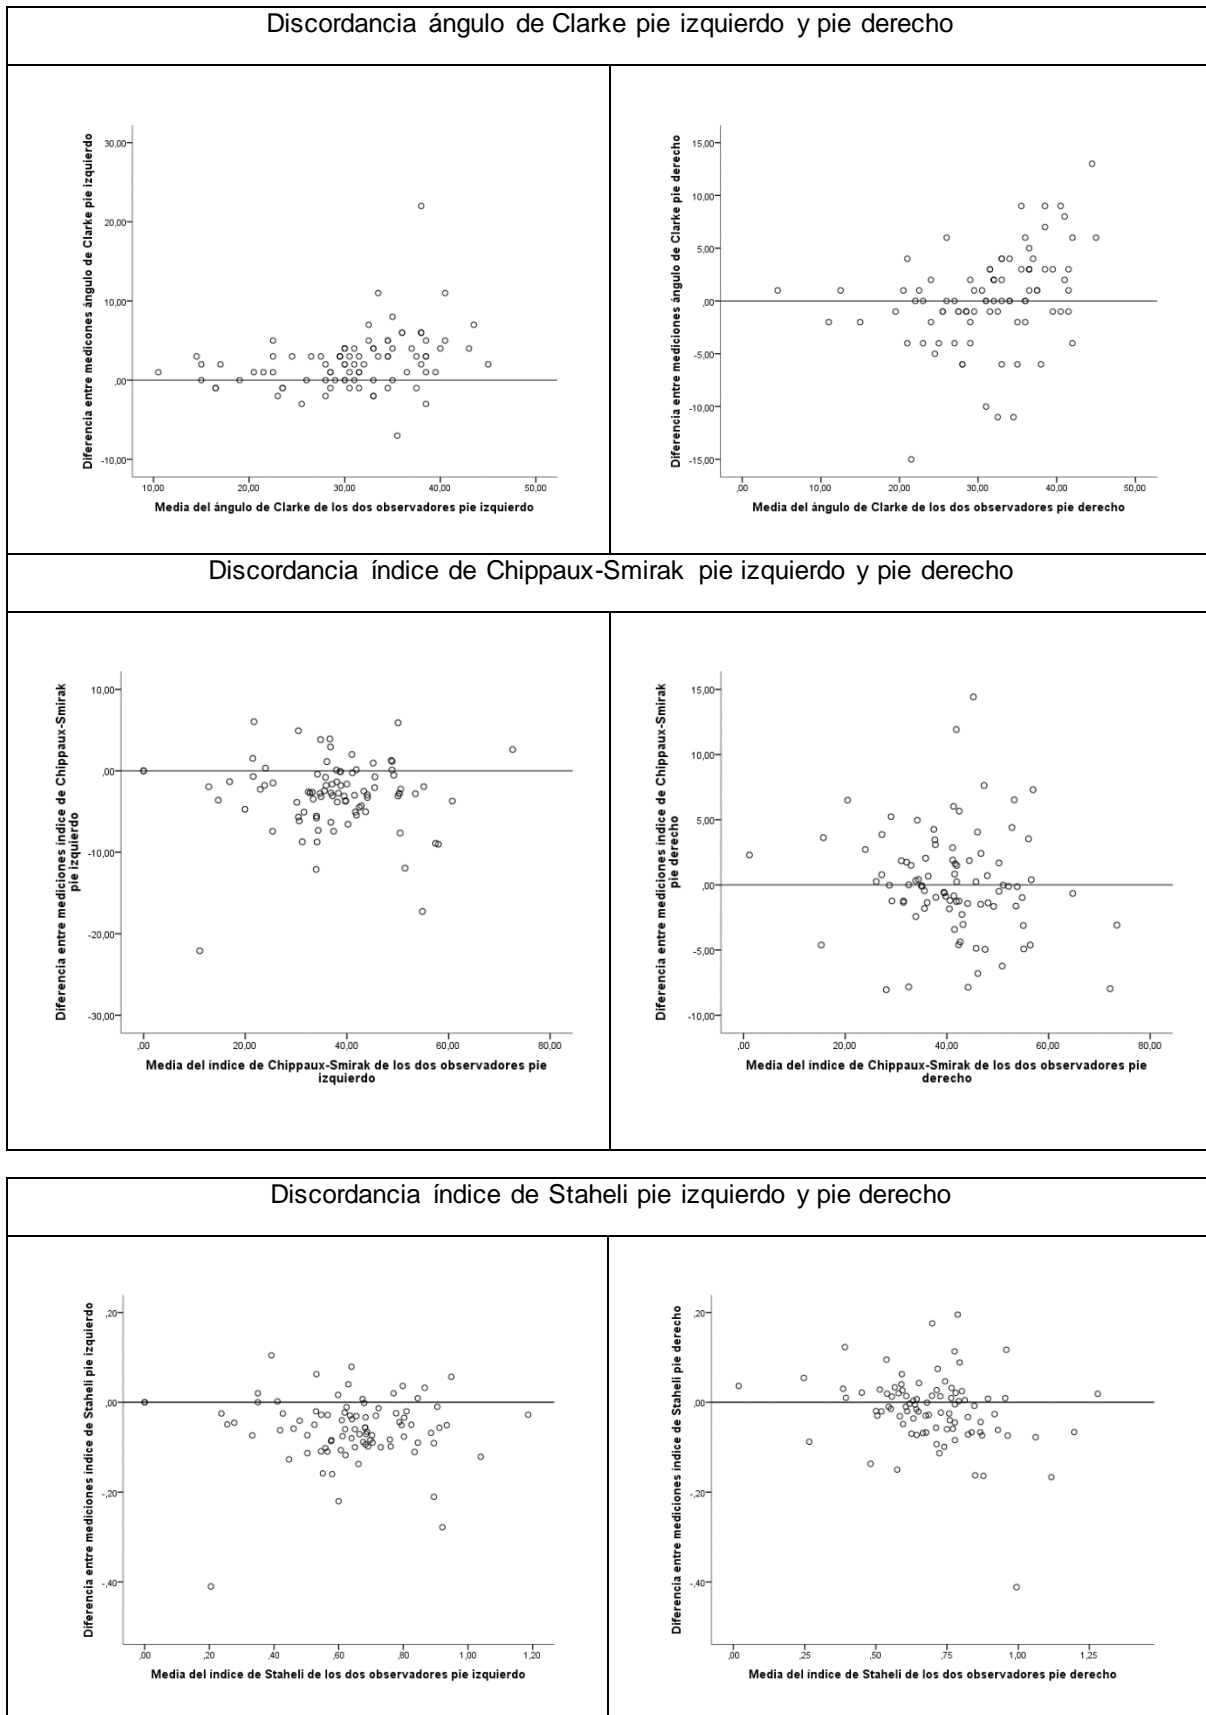 Discordancia ángulo de Clarke pie izquierdo y pie derecho
Diferencia entre medicones ángulo de Clarke pie izquierdo
30,00
20,00
10,00
,00
-10,00
10,00 20,00 30,00 40,00 50,00
Media del ángulo de Clarke de los dos observadores pie izquierdo
Diferencia entre mediciones ángulo de Clarke pie derecho
15,00
10,00
5,00
,00
-5,00
-10,00
-15,00
,00 10,00 20,00 30,00 40,00 50,00
Media del ángulo de Clarke de los dos observadores pie derecho
Discordancia índice de Chippaux-Smirak pie izquierdo y pie derecho
Diferencia entre mediciones índice de Chippaux-Smirak
pie izquierdo
10,00
,00
-10,00
-20,00
-30,00
,00 20,00 40,00 60,00 80,00
Media del índice de Chippaux-Smirak de los dos observadores pie
izquierdo
Diferencia entre mediciones índice de Chippaux-Smirak
pie derecho
15,00
10,00
5,00
,00
-5,00
-10,00
,00 20,00 40,00 60,00 80,00
Media del índice de Chippaux-Smirak de los dos observadores pie
derecho
Discordancia índice de Staheli pie izquierdo y pie derecho
Diferencia entre mediciones índice de Staheli pie izquierdo
,20
,00
-,20
-,40
,00 ,20 ,40 ,60 ,80 1,00 1,20
Media del índice de Staheli de los dos observadores pie izquierdo
Diferencia entre mediciones índice de Staheli pie derecho
,20
,00
-,20
-,40
,00 ,25 ,50 ,75 1,00 1,25
Media del índice de Staheli de los dos observadores pie derecho